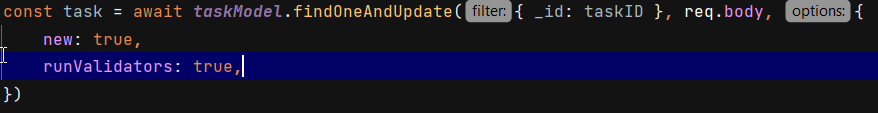 const task = await taskModel.findOneAndUpdate( filter: { _id: taskID }, req.body, options: {
new: true,
runValidators: true,
})